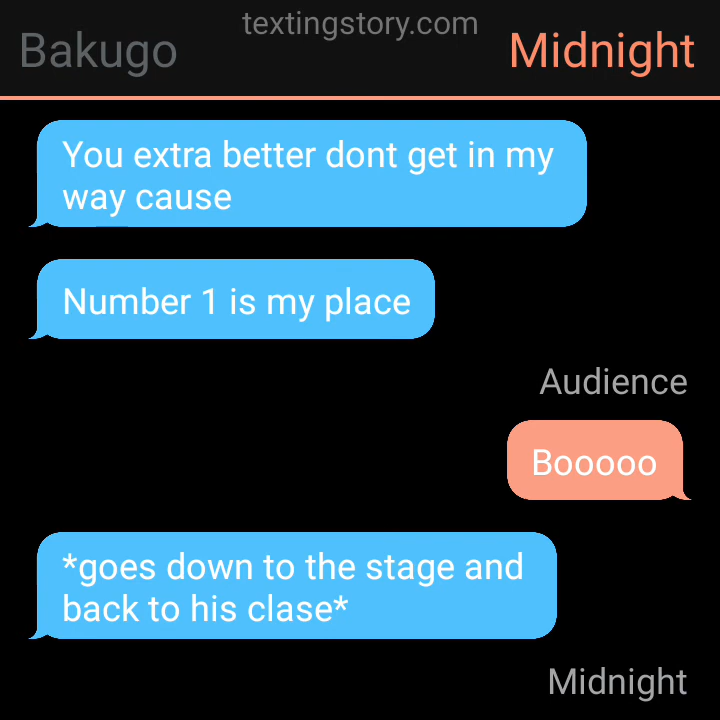 textingstory.com
Bakugo
Midnight
You extra better dont get in my
way cause
Number 1 is my place
Audience
Booooo
*goes down to the stage and
back to his clase*
Midnight